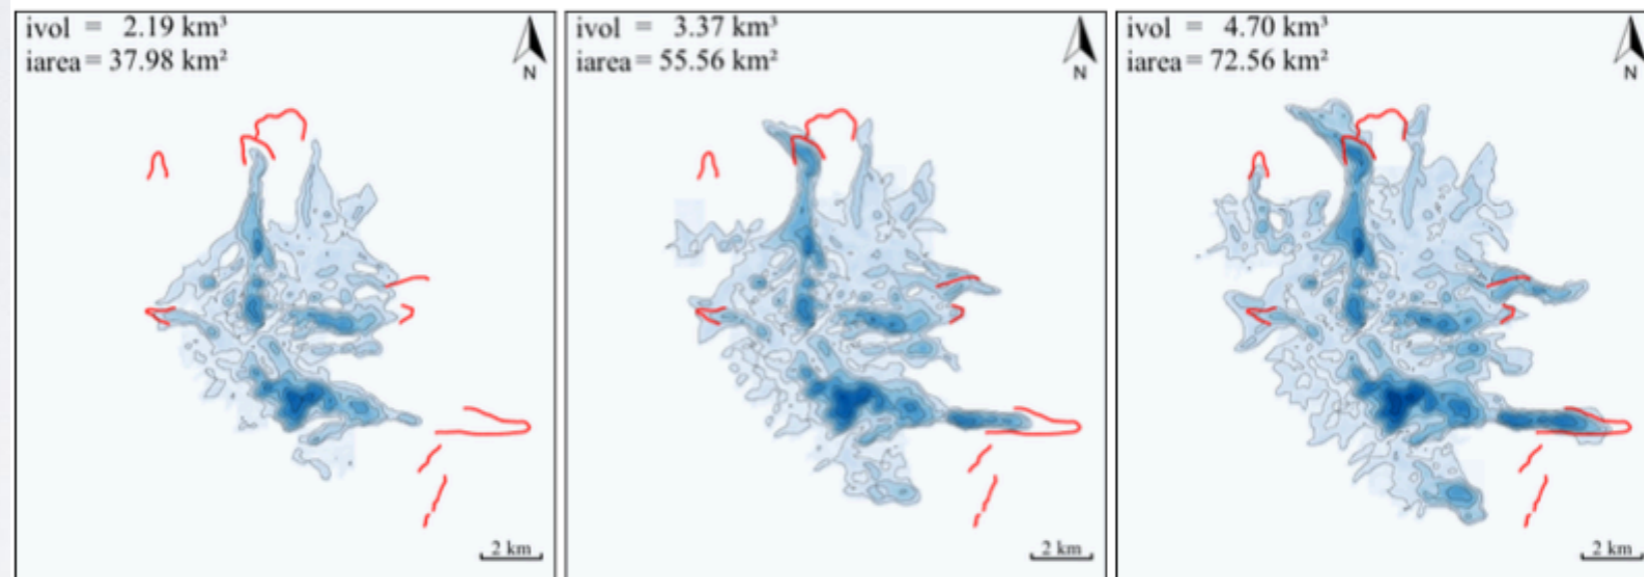 ivol = 2.19 km³
iarea = 37.98 km²
N
2 km
ivol = 3.37 km³
iarea = 55.56 km²
N
2 km
ivol = 4.70 km³
iarea = 72.56 km²
N
2 km